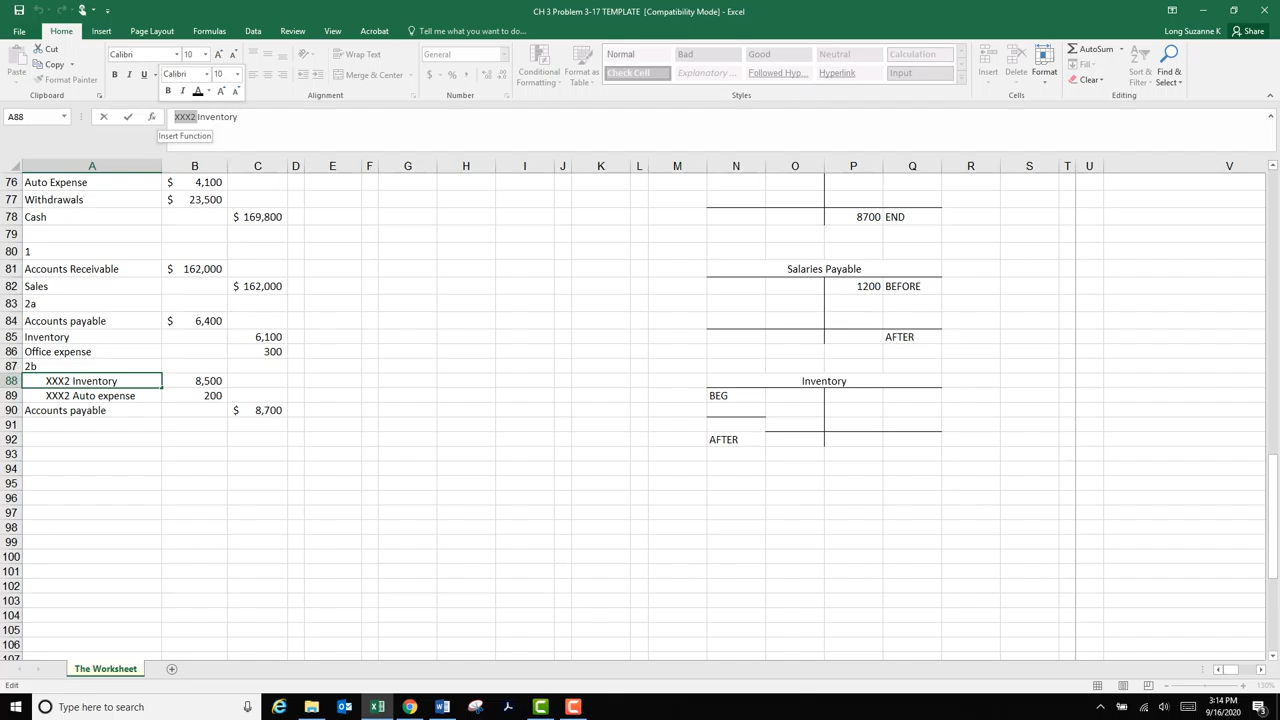 CH 3 Problem 3-17 TEMPLATE [Compatibility Mode] - Excel
File Home Insert Page Layout Formulas Data Review View Acrobat Tell me what you want to do... Long Suzanne K Share
Paste Cut Copy Format Painter Clipboard
Calibri 10
Calibri 10
Wrap Text Merge & Center Alignment
General Number
Conditional Formatting Format as Table
Normal Bad Good Neutral Calculation
Check Cell Explanatory ... Followed Hyp... Hyperlink Input
Styles
Insert Delete Format Cells
AutoSum Fill Clear Sort & Filter Find & Select Editing
A88 XXX2 Inventory
Insert Function
A B C D E F G H I J K L M N O P Q R S T U V
76 Auto Expense $ 4,100
77 Withdrawals $ 23,500
78 Cash $ 169,800 8700 END
79
80 1
81 Accounts Receivable $ 162,000 Salaries Payable
82 Sales $ 162,000 1200 BEFORE
83 2a
84 Accounts payable $ 6,400
85 Inventory 6,100 AFTER
86 Office expense 300
87 2b
88 XXX2 Inventory 8,500 Inventory
89 XXX2 Auto expense 200 BEG
90 Accounts payable $ 8,700
91
92 AFTER
93
94
95
96
97
98
99
100
101
102
103
104
105
106
107
The Worksheet
Edit 130%
Type here to search 3:14 PM
9/16/2020